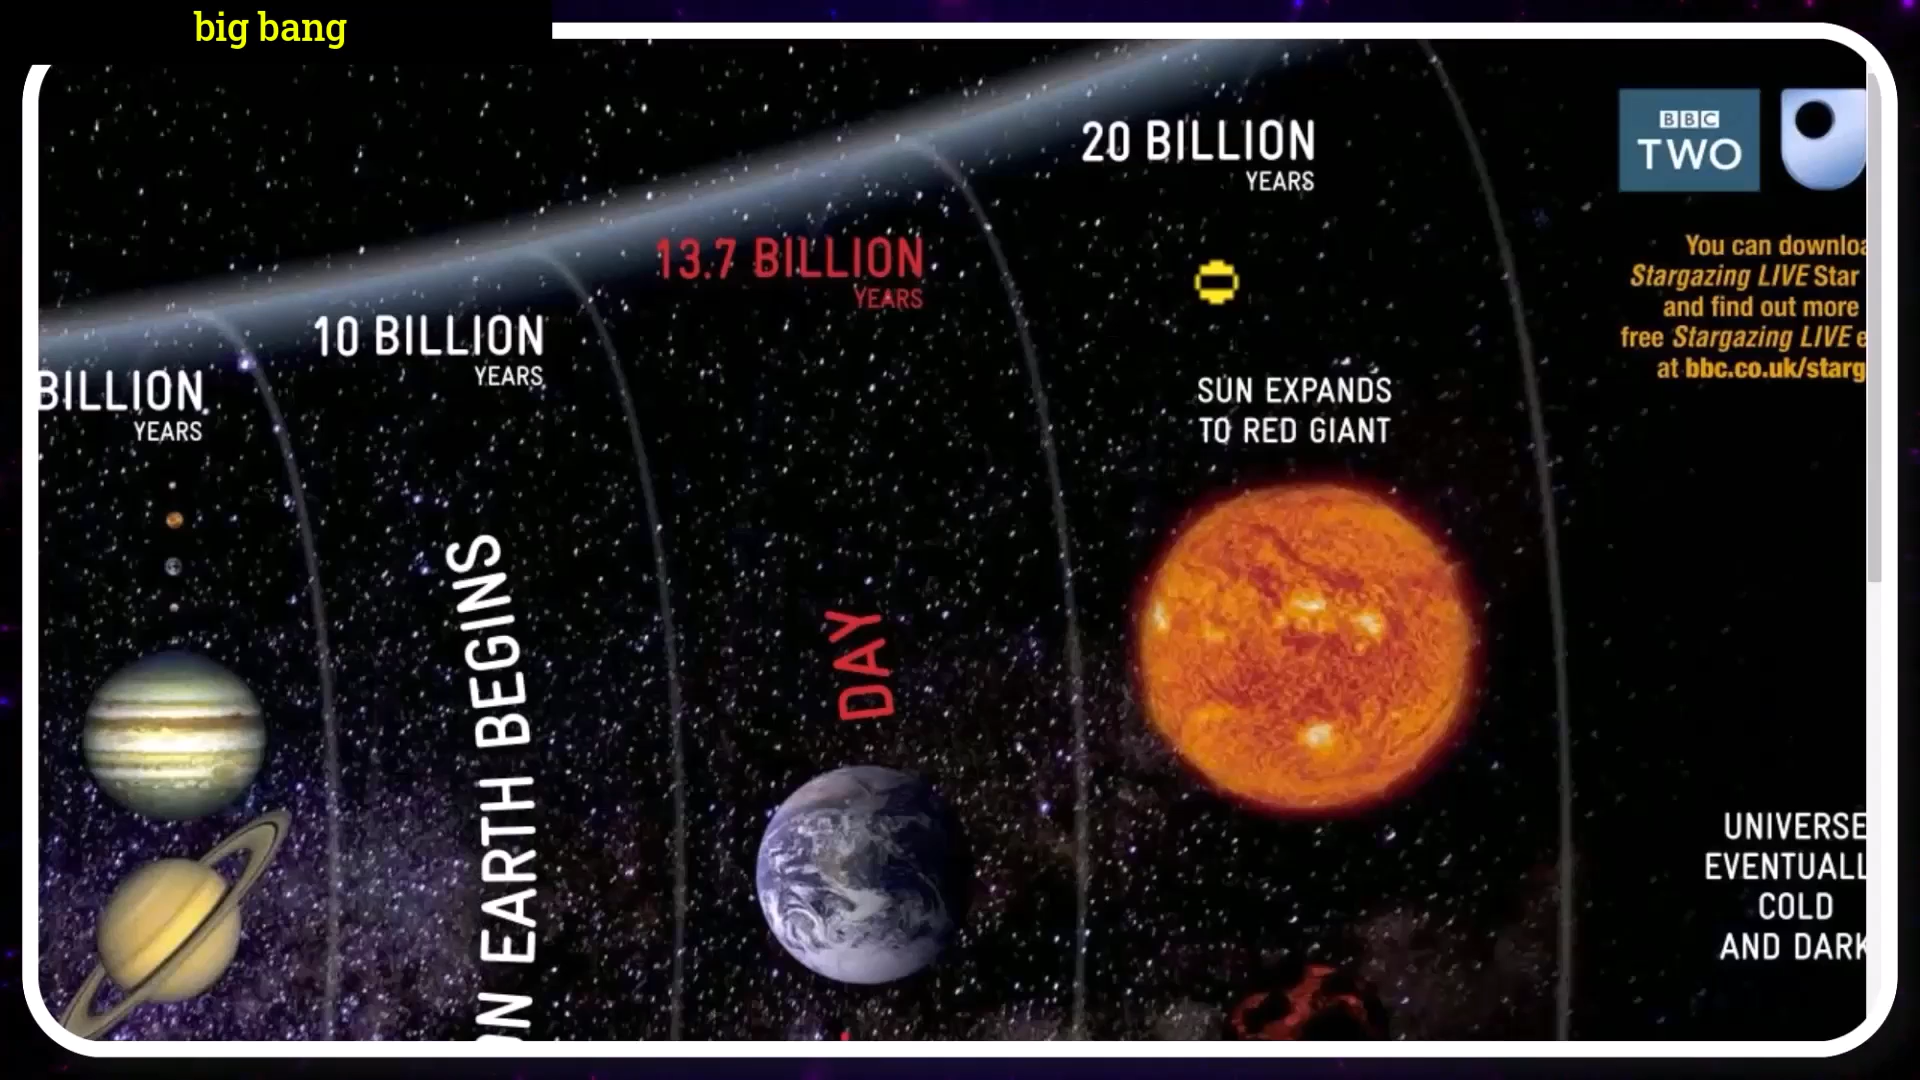 big bang
BBC
TWO
20 BILLION
YEARS
13.7 BILLION
YEARS
10 BILLION
YEARS
BILLION
YEARS
You can downloa
Stargazing LIVE Star
and find out more
free Stargazing LIVE e
at bbc.co.uk/starg
SUN EXPANDS
TO RED GIANT
ON EARTH BEGINS
DAY
UNIVERSE
EVENTUALL
COLD
AND DARK